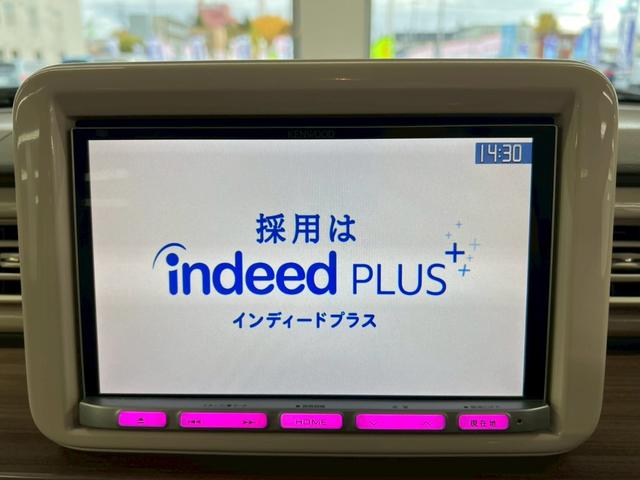 KENWOOD
14:30
採用は
indeed PLUS
インディードプラス
HOME
現在地